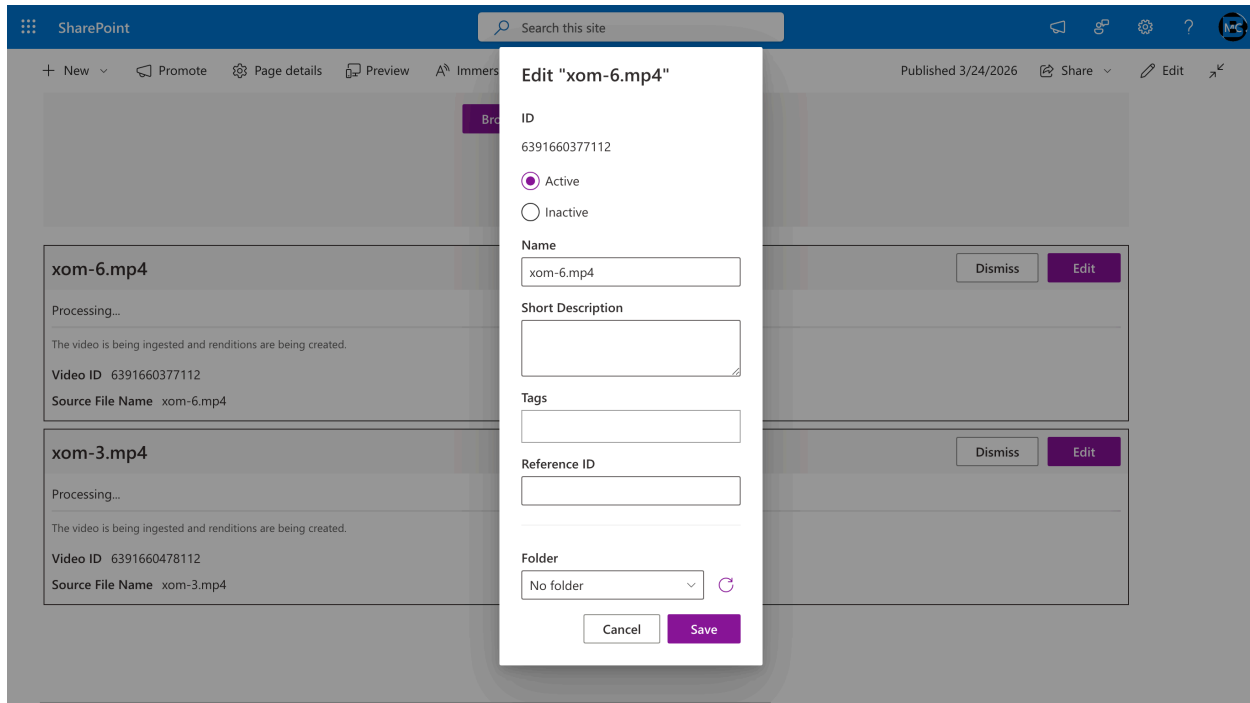 SharePoint
Search this site
MC
New
Promote
Page details
Preview
Immers
Published 3/24/2026
Share
Edit
Edit "xom-6.mp4"
ID
6391660377112
Active
Inactive
Name
xom-6.mp4
Short Description
Tags
Reference ID
Folder
No folder
Cancel
Save
xom-6.mp4
Dismiss
Edit
Processing...
The video is being ingested and renditions are being created.
Video ID 6391660377112
Source File Name xom-6.mp4
xom-3.mp4
Dismiss
Edit
Processing...
The video is being ingested and renditions are being created.
Video ID 6391660478112
Source File Name xom-3.mp4